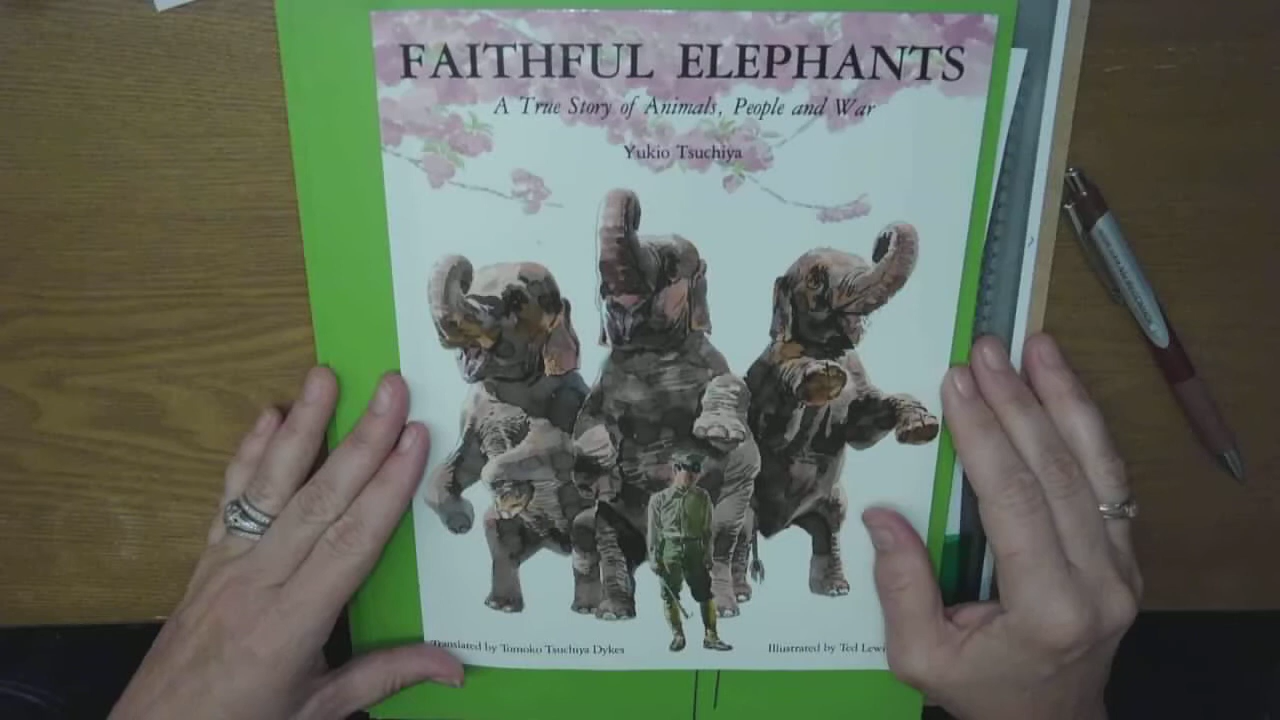 FAITHFUL ELEPHANTS
A True Story of Animals, People and War
Yukio Tsuchiya
Translated by Tomoko Tsuchiya Dykes
Illustrated by Ted Lewi